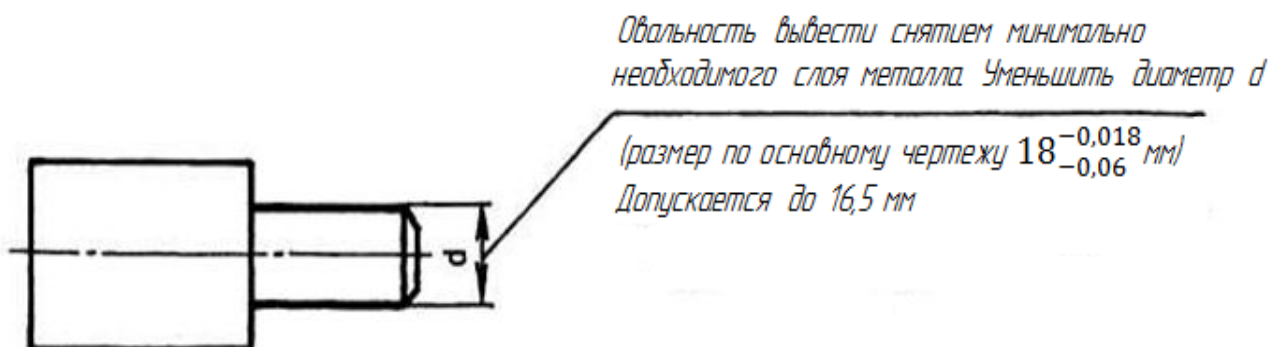 Овальность вывести снятием минимально
необходимого слоя металла. Уменьшить диаметр d
(размер по основному чертежу 18 -0,018 -0,06 мм)
Допускается до 16,5 мм
d